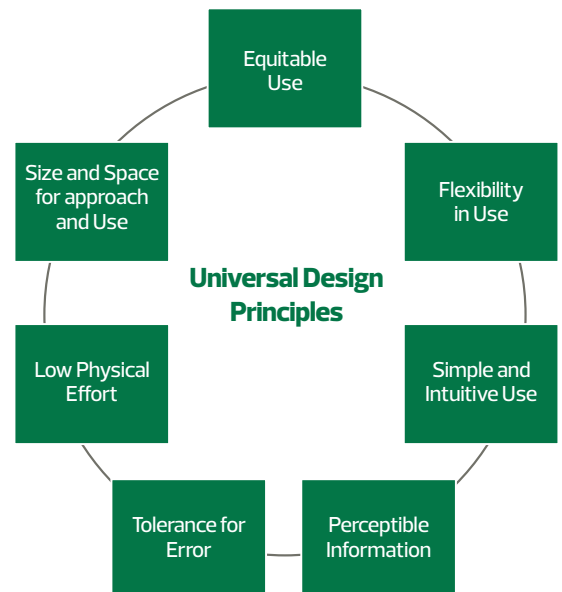 Equitable
Use
Flexibility
in Use
Simple and
Intuitive Use
Perceptible
Information
Tolerance for
Error
Low Physical
Effort
Size and Space
for approach
and Use
Universal Design
Principles